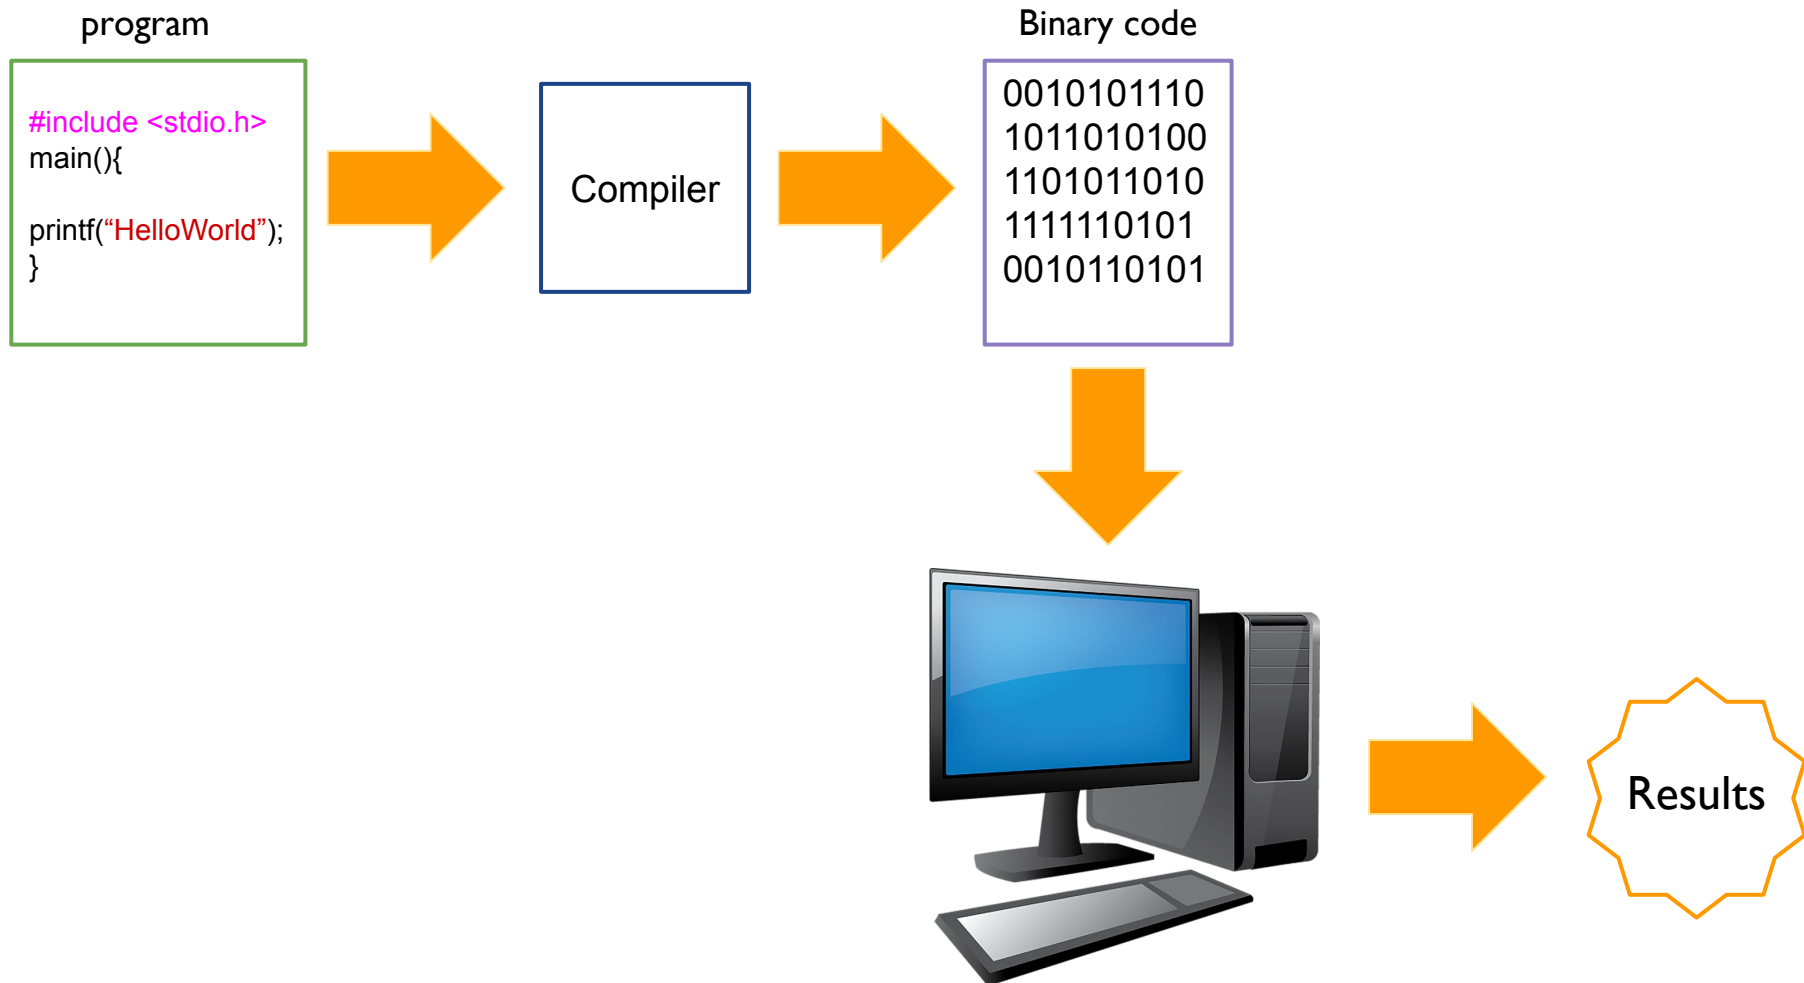 program
#include <stdio.h>
main(){
printf(“HelloWorld”);
}
Compiler
Binary code
0010101110
1011010100
1101011010
1111110101
0010110101
Results